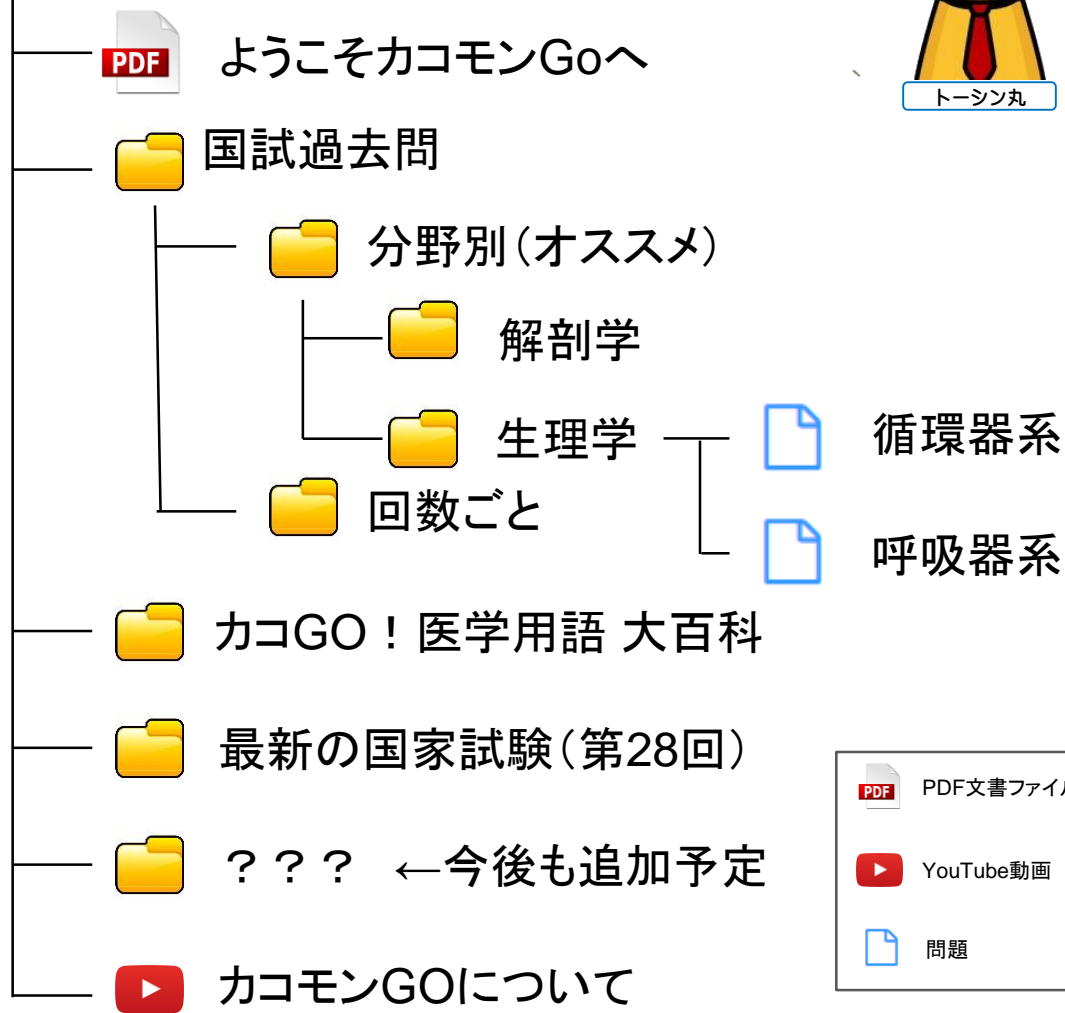 PDF ようこそカコモンGoへ
トーシン丸
国試過去問
分野別(オススメ)
解剖学
生理学
循環器系
回数ごと
呼吸器系
カコGO!医学用語 大百科
最新の国家試験(第28回)
PDF PDF文書ファイル
??? ←今後も追加予定
YouTube動画
問題
カコモンGOについて